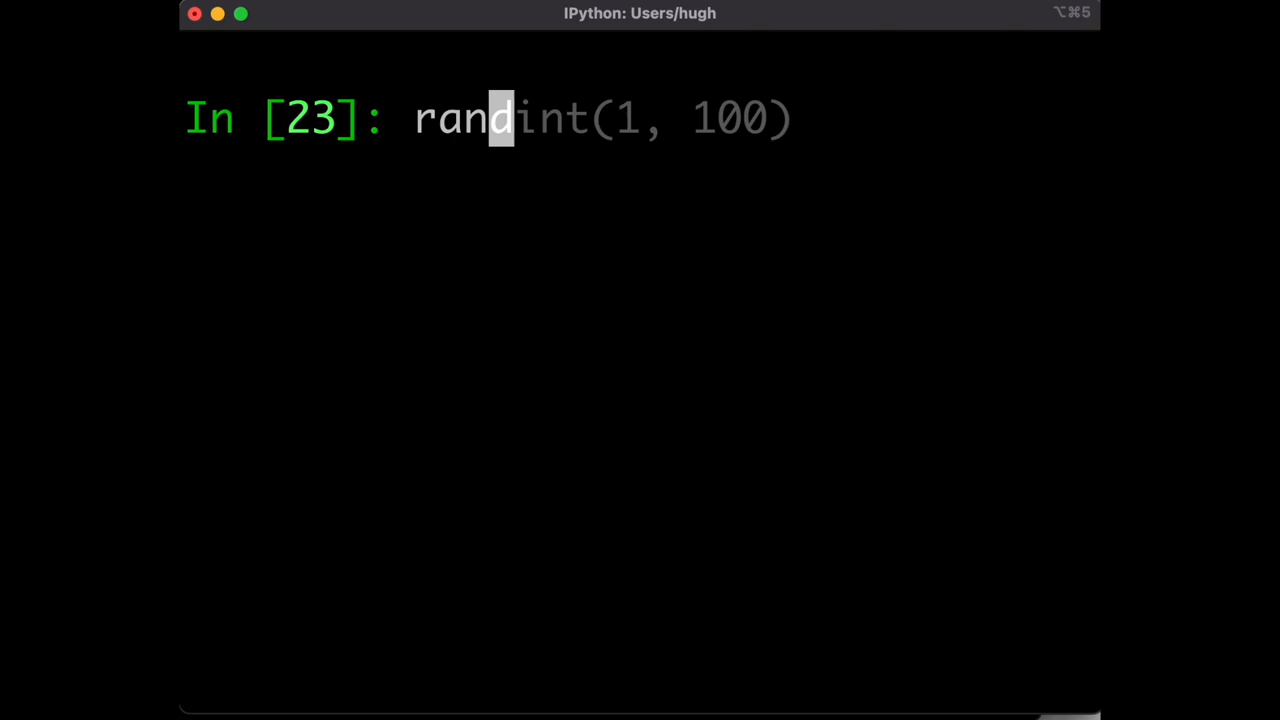 IPython: Users/hugh
⌥⌘5
In [23]: randint(1, 100)